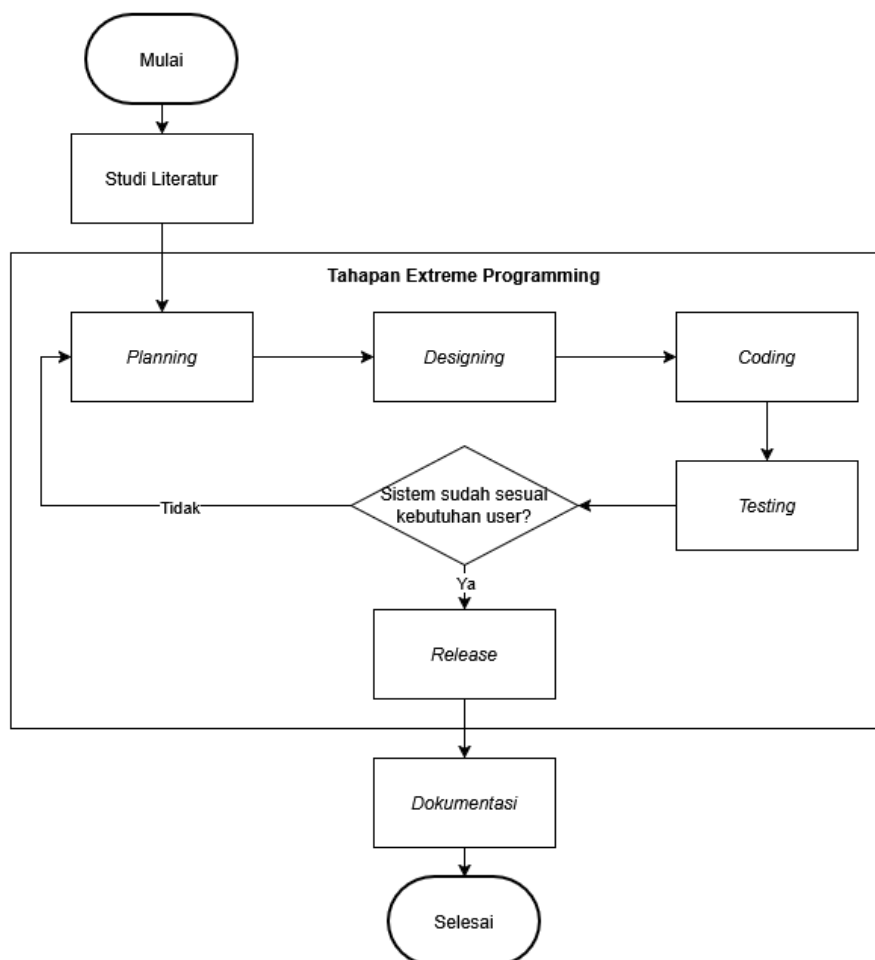 Mulai
Studi Literatur
Tahapan Extreme Programming
Planning
Designing
Coding
Sistem sudah sesuai
kebutuhan user?
Tidak
Testing
Ya
Release
Dokumentasi
Selesai